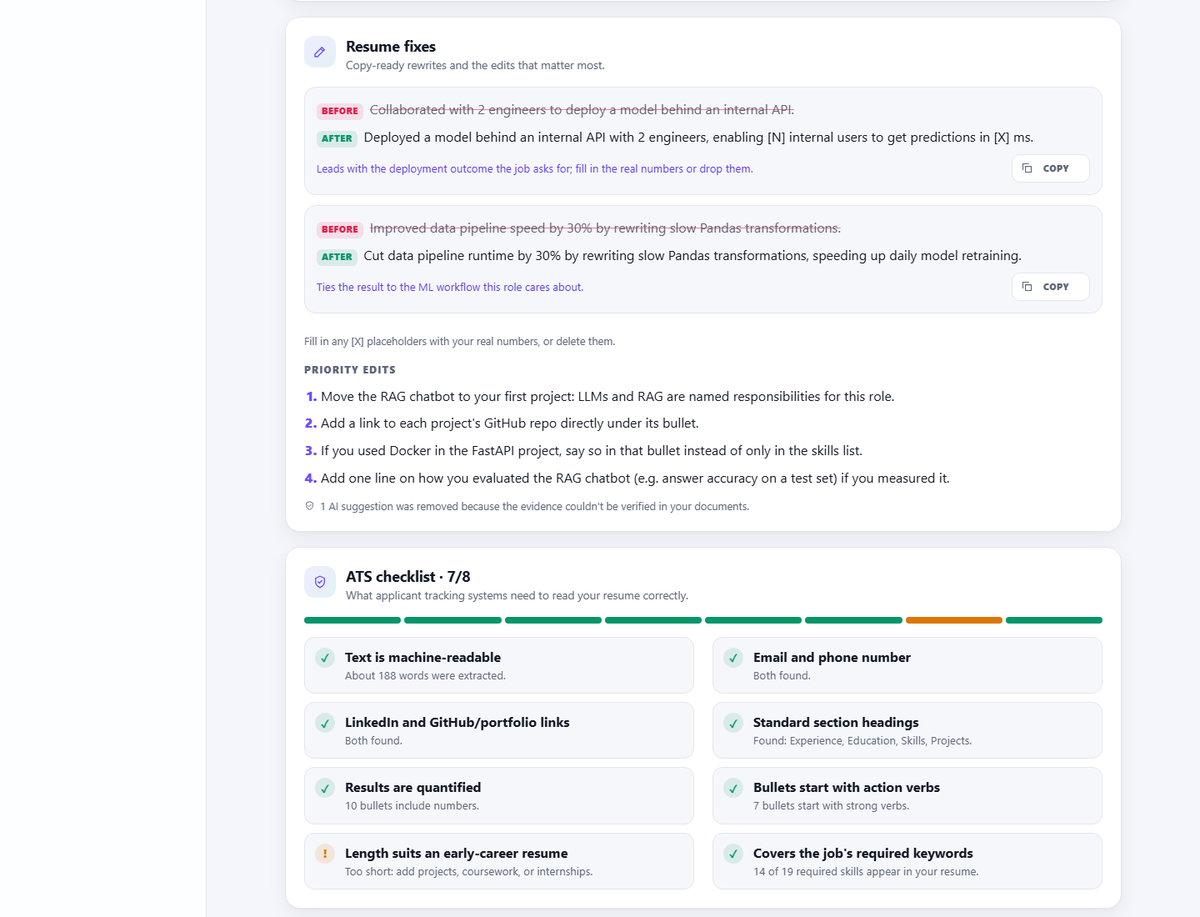 Resume fixes
Copy-ready rewrites and the edits that matter most.
BEFORE Collaborated with 2 engineers to deploy a model behind an internal API.
AFTER Deployed a model behind an internal API with 2 engineers, enabling [N] internal users to get predictions in [X] ms.
Leads with the deployment outcome the job asks for; fill in the real numbers or drop them.
COPY
BEFORE Improved data pipeline speed by 30% by rewriting slow Pandas transformations.
AFTER Cut data pipeline runtime by 30% by rewriting slow Pandas transformations, speeding up daily model retraining.
Ties the result to the ML workflow this role cares about.
COPY
Fill in any [X] placeholders with your real numbers, or delete them.
PRIORITY EDITS
1. Move the RAG chatbot to your first project: LLMs and RAG are named responsibilities for this role.
2. Add a link to each project's GitHub repo directly under its bullet.
3. If you used Docker in the FastAPI project, say so in that bullet instead of only in the skills list.
4. Add one line on how you evaluated the RAG chatbot (e.g. answer accuracy on a test set) if you measured it.
1 AI suggestion was removed because the evidence couldn't be verified in your documents.
ATS checklist · 7/8
What applicant tracking systems need to read your resume correctly.
Text is machine-readable
About 188 words were extracted.
Email and phone number
Both found.
LinkedIn and GitHub/portfolio links
Both found.
Standard section headings
Found: Experience, Education, Skills, Projects.
Results are quantified
10 bullets include numbers.
Bullets start with action verbs
7 bullets start with strong verbs.
Length suits an early-career resume
Too short: add projects, coursework, or internships.
Covers the job's required keywords
14 of 19 required skills appear in your resume.